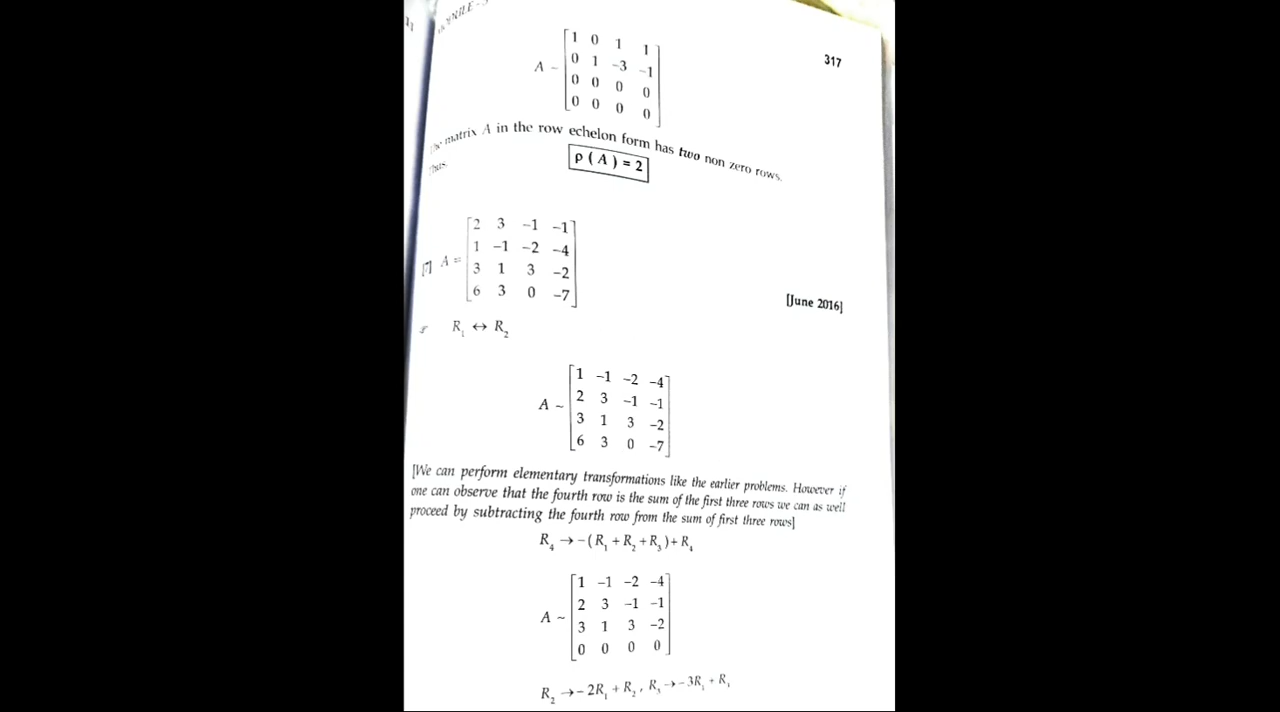 317
A ~ [1 0 1 1
0 1 -3 -1
0 0 0 0
0 0 0 0]
matrix A in the row echelon form has two non zero rows.
ρ ( A ) = 2
A = [2 3 -1 -1
1 -1 -2 -4
3 1 3 -2
6 3 0 -7]
[June 2016]
R₁ ↔ R₂
A ~ [1 -1 -2 -4
2 3 -1 -1
3 1 3 -2
6 3 0 -7]
[We can perform elementary transformations like the earlier problems. However if
one can observe that the fourth row is the sum of the first three rows we can as well
proceed by subtracting the fourth row from the sum of first three rows]
R₄ → - ( R₁ + R₂ + R₃ ) + R₄
A ~ [1 -1 -2 -4
2 3 -1 -1
3 1 3 -2
0 0 0 0]
R₂ → - 2R₁ + R₂ , R₃ → - 3R₁ + R₃